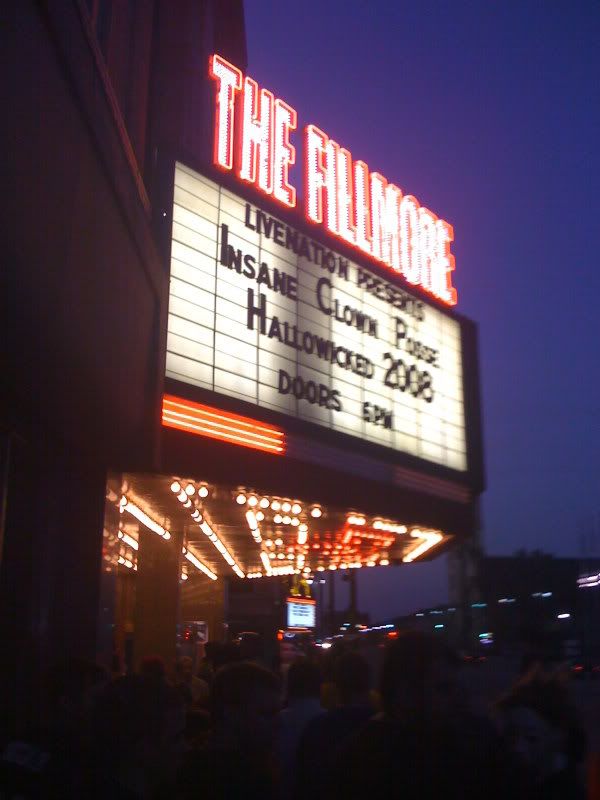 THE FILLMORE
LIVENATION PRESENTS
INSANE CLOWN POSSE
HALLOWICKED 2008
DOORS 6PM